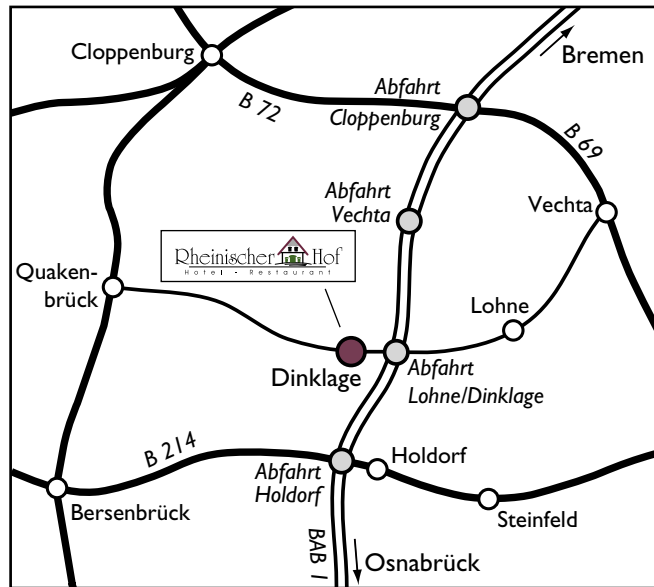 Cloppenburg
Bremen
B 72
Abfahrt
Cloppenburg
B 69
Abfahrt
Vechta
Vechta
Rheinischer Hof
Hotel - Restaurant
Quaken-
brück
Lohne
Dinklage
Abfahrt
Lohne/Dinklage
B 214
Abfahrt
Holdorf
Holdorf
Bersenbrück
Steinfeld
BAB 1
Osnabrück